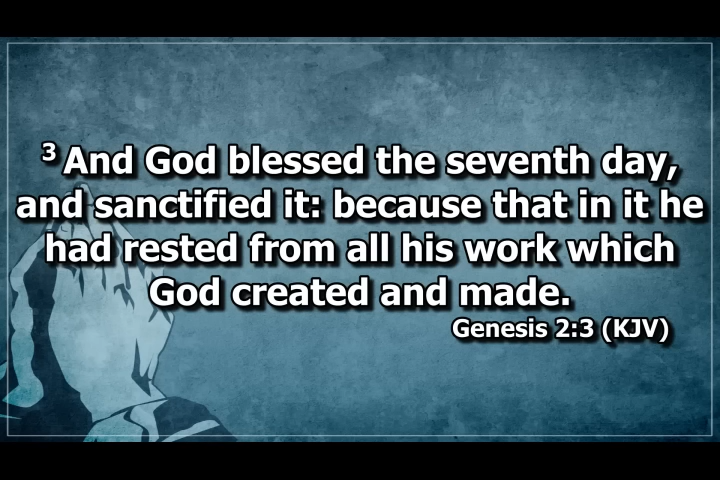 3 And God blessed the seventh day,
and sanctified it: because that in it he
had rested from all his work which
God created and made.
Genesis 2:3 (KJV)